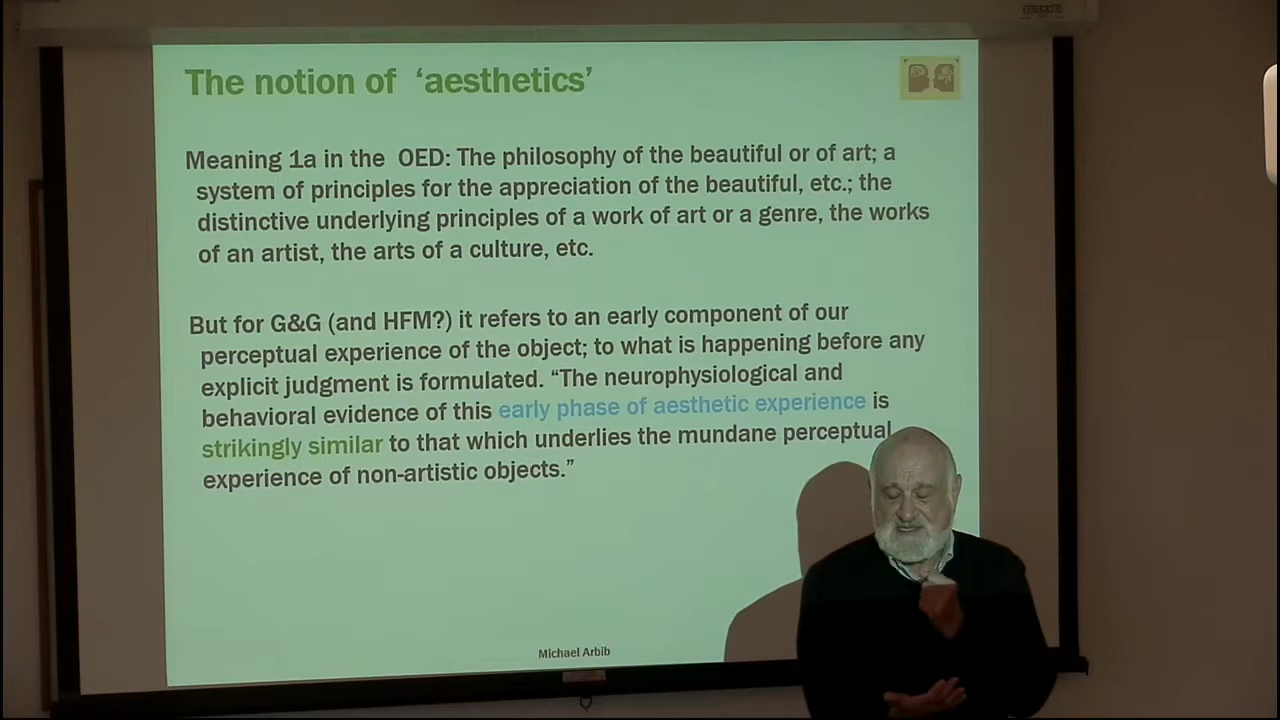 The notion of ‘aesthetics’
Meaning 1a in the OED: The philosophy of the beautiful or of art; a
system of principles for the appreciation of the beautiful, etc.; the
distinctive underlying principles of a work of art or a genre, the works
of an artist, the arts of a culture, etc.
But for G&G (and HFM?) it refers to an early component of our
perceptual experience of the object; to what is happening before any
explicit judgment is formulated. “The neurophysiological and
behavioral evidence of this early phase of aesthetic experience is
strikingly similar to that which underlies the mundane perceptual
experience of non-artistic objects.”
Michael Arbib